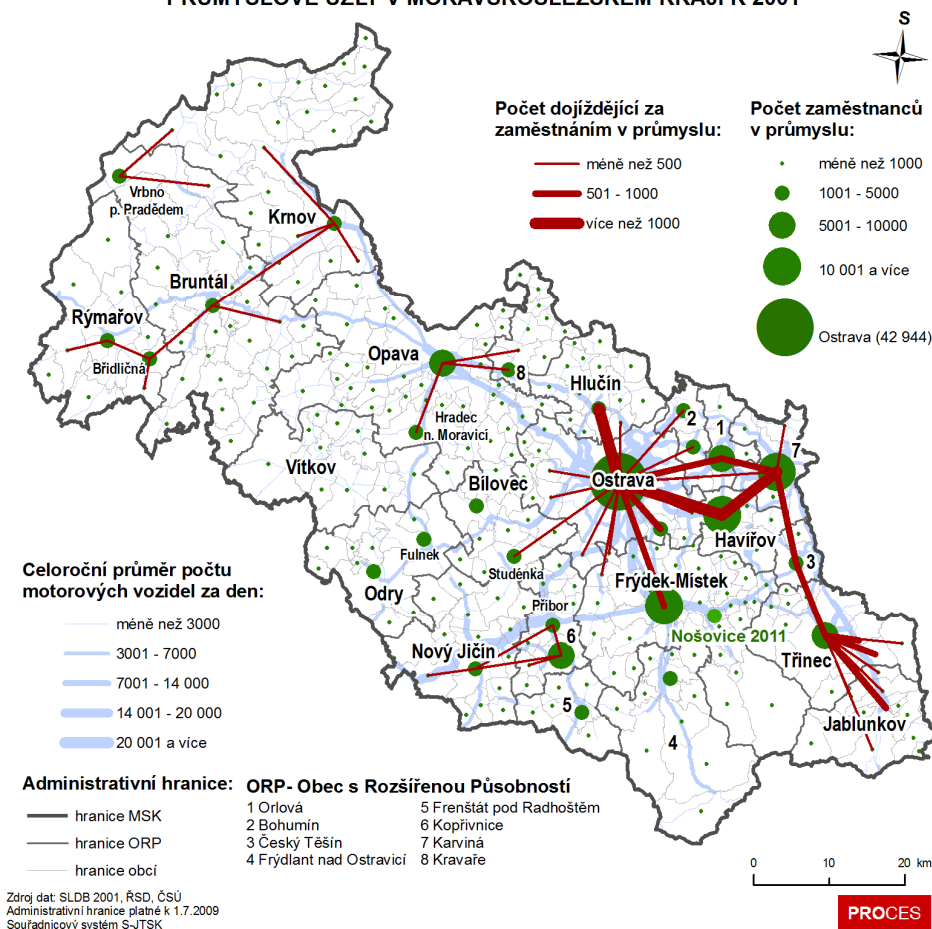 PRŮMYSLOVÉ UZLY V MORAVSKOSLEZSKÉM KRAJI K 2001
S
Počet dojíždějící za
zaměstnáním v průmyslu:
méně než 500
501 - 1000
více než 1000
Počet zaměstnanců
v průmyslu:
méně než 1000
1001 - 5000
5001 - 10000
10 001 a více
Ostrava (42 944)
Vrbno
p. Pradědem
Krnov
Bruntál
Rýmařov
Břidličná
Opava
8
Hlučín
Hradec
n. Moravicí
2
1
7
Vítkov
Bílovec
Ostrava
Havířov
Fulnek
Studénka
3
Odry
Frýdek-Místek
Příbor
Nošovice 2011
6
Nový Jičín
Třinec
5
4
Jablunkov
Celoroční průměr počtu
motorových vozidel za den:
méně než 3000
3001 - 7000
7001 - 14 000
14 001 - 20 000
20 001 a více
Administrativní hranice:
hranice MSK
hranice ORP
hranice obcí
ORP- Obec s Rozšířenou Působností
1 Orlová
2 Bohumín
3 Český Těšín
4 Frýdlant nad Ostravicí
5 Frenštát pod Radhoštěm
6 Kopřivnice
7 Karviná
8 Kravaře
0 10 20 km
Zdroj dat: SLDB 2001, ŘSD, ČSÚ
Administrativní hranice platné k 1.7.2009
Souřadnicový systém S-JTSK
PROCES